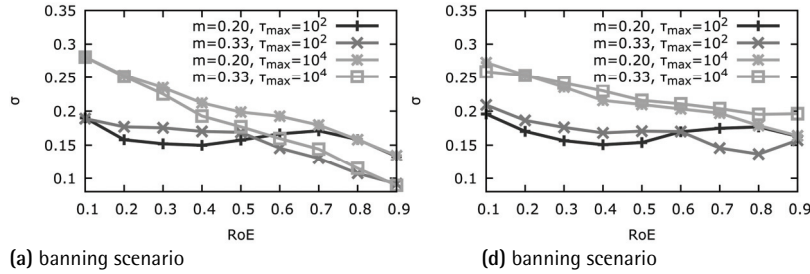 0.35
0.3
0.25
0.2
0.15
0.1
σ
m=0.20, τmax=10²
m=0.33, τmax=10²
m=0.20, τmax=10⁴
m=0.33, τmax=10⁴
0.1 0.2 0.3 0.4 0.5 0.6 0.7 0.8 0.9
RoE
(a) banning scenario
0.35
0.3
0.25
0.2
0.15
0.1
σ
m=0.20, τmax=10²
m=0.33, τmax=10²
m=0.20, τmax=10⁴
m=0.33, τmax=10⁴
0.1 0.2 0.3 0.4 0.5 0.6 0.7 0.8 0.9
RoE
(d) banning scenario